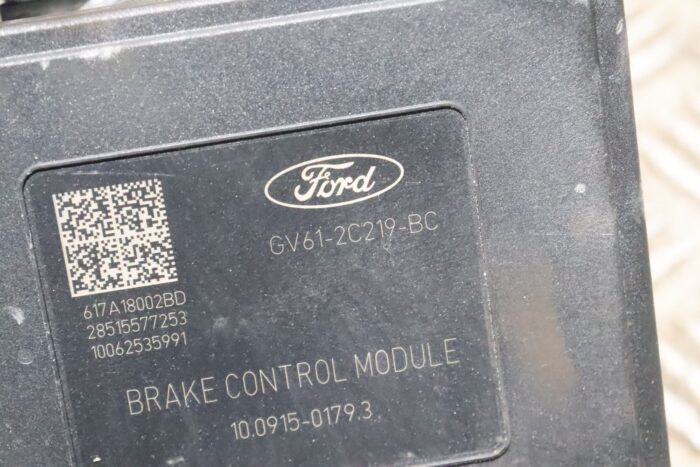 Ford
GV61-2C219-BC
617A18002BD
28515577253
10062535991
BRAKE CONTROL MODULE
10.0915-0179.3